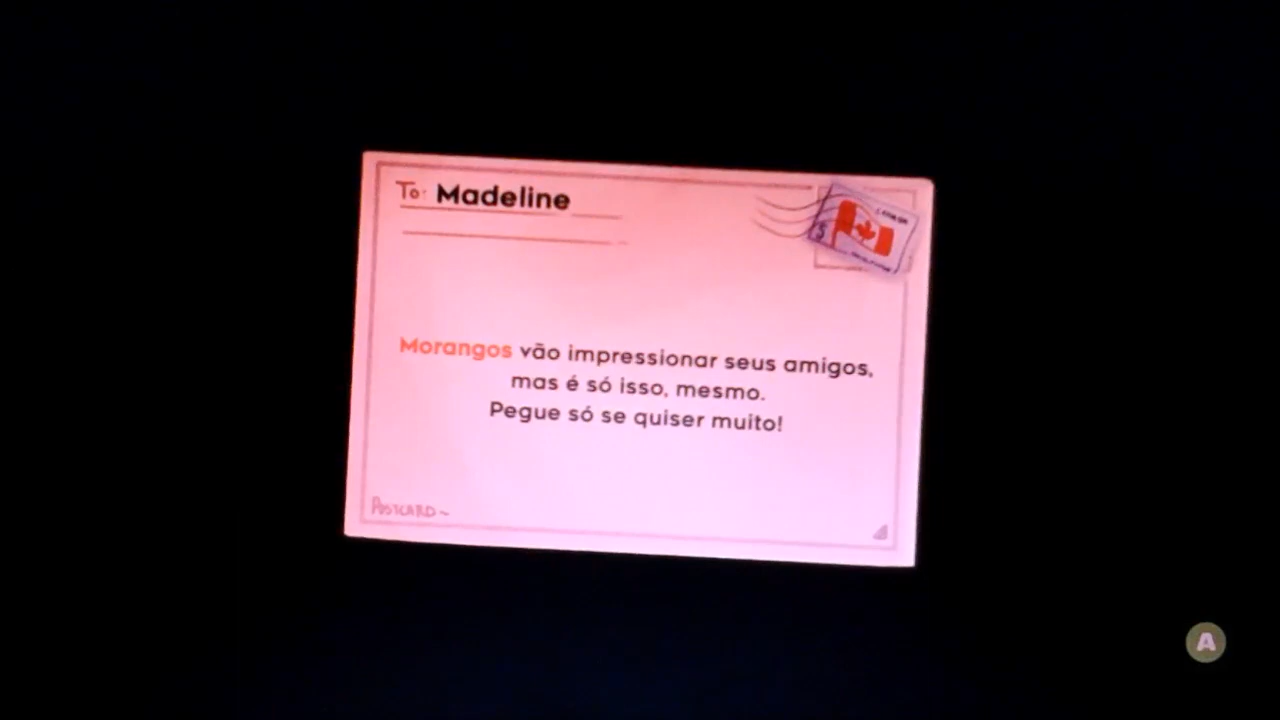 To: Madeline
Morangos vão impressionar seus amigos,
mas é só isso, mesmo.
Pegue só se quiser muito!
POSTCARD~
A